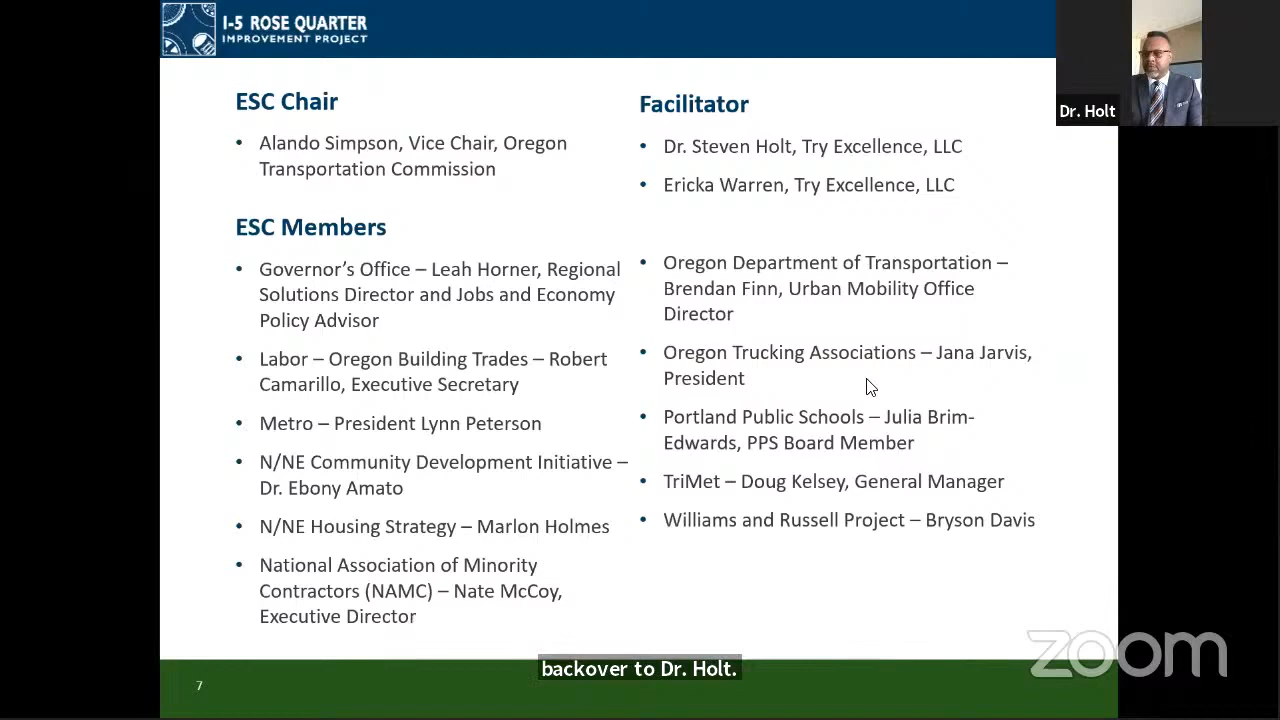 I-5 ROSE QUARTER
IMPROVEMENT PROJECT
Dr. Holt
ESC Chair
• Alando Simpson, Vice Chair, Oregon
Transportation Commission
ESC Members
• Governor’s Office – Leah Horner, Regional
Solutions Director and Jobs and Economy
Policy Advisor
• Labor – Oregon Building Trades – Robert
Camarillo, Executive Secretary
• Metro – President Lynn Peterson
• N/NE Community Development Initiative –
Dr. Ebony Amato
• N/NE Housing Strategy – Marlon Holmes
• National Association of Minority
Contractors (NAMC) – Nate McCoy,
Executive Director
Facilitator
• Dr. Steven Holt, Try Excellence, LLC
• Ericka Warren, Try Excellence, LLC
• Oregon Department of Transportation –
Brendan Finn, Urban Mobility Office
Director
• Oregon Trucking Associations – Jana Jarvis,
President
• Portland Public Schools – Julia Brim-
Edwards, PPS Board Member
• TriMet – Doug Kelsey, General Manager
• Williams and Russell Project – Bryson Davis
zoom
backover to Dr. Holt.
7